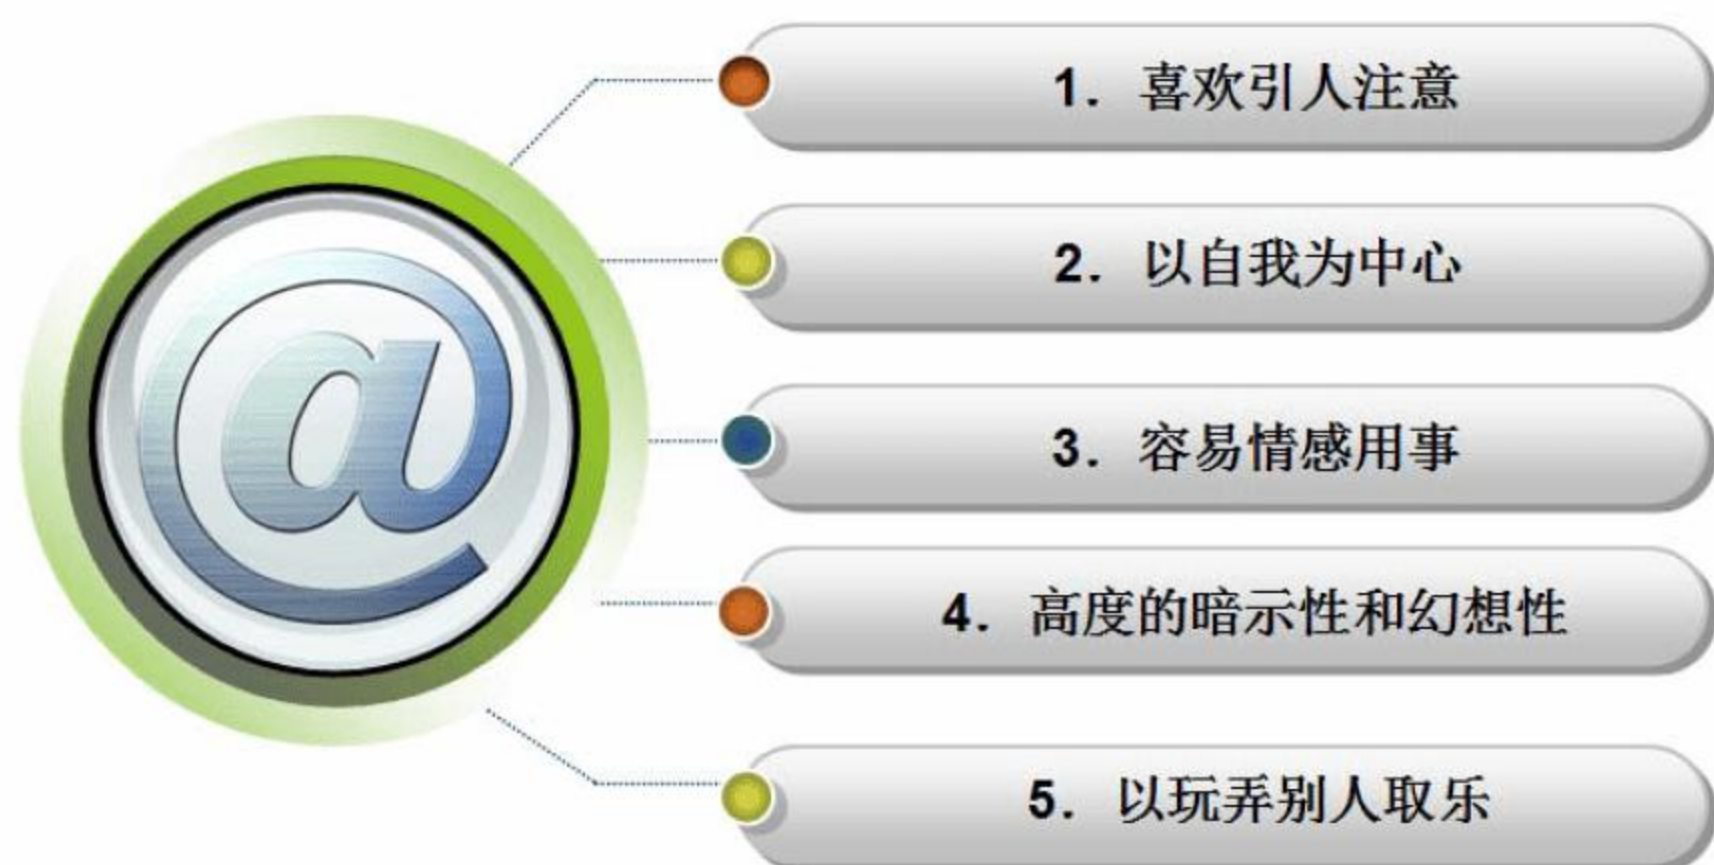 @
1. 喜欢引人注意
2. 以自我为中心
3. 容易情感用事
4. 高度的暗示性和幻想性
5. 以玩弄别人取乐